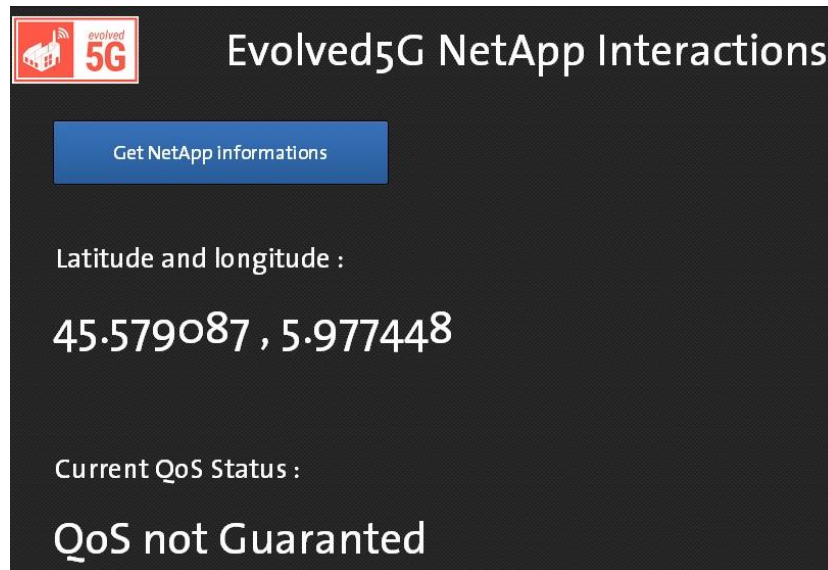 evolved
5G
Evolved5G NetApp Interactions
Get NetApp informations
Latitude and longitude :
45.579087 , 5.977448
Current QoS Status :
QoS not Guaranted